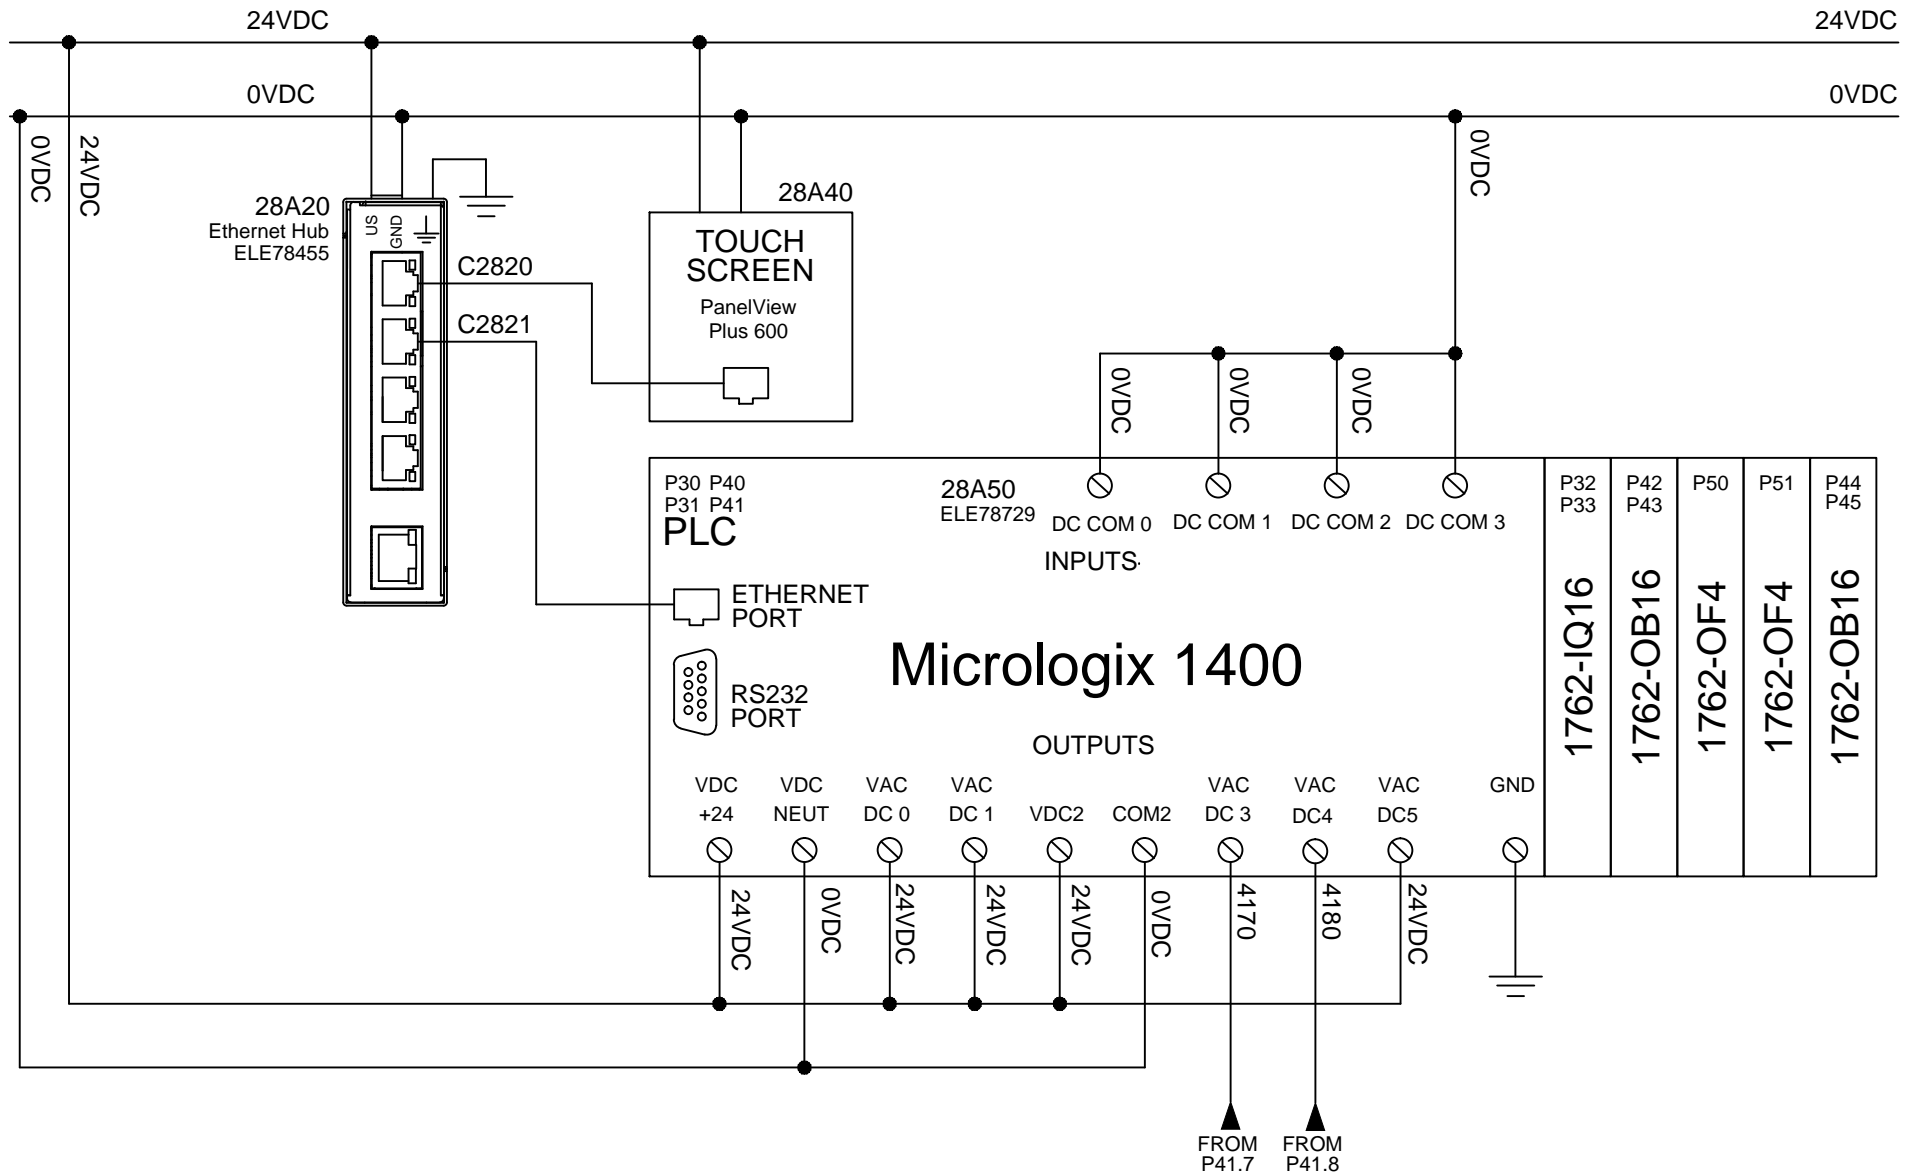 24VDC
24VDC
0VDC
0VDC
0VDC
24VDC
0VDC
28A20
Ethernet Hub
ELE78455
US
GND
C2820
C2821
28A40
TOUCH
SCREEN
PanelView
Plus 600
0VDC
0VDC
0VDC
P30 P40
P31 P41
PLC
28A50
ELE78729
DC COM 0
DC COM 1
DC COM 2
DC COM 3
INPUTS
ETHERNET
PORT
Micrologix 1400
RS232
PORT
OUTPUTS
VDC
+24
VDC
NEUT
VAC
DC 0
VAC
DC 1
VDC2
COM2
VAC
DC 3
VAC
DC4
VAC
DC5
GND
P32
P33
1762-IQ16
P42
P43
1762-OB16
P50
1762-OF4
P51
1762-OF4
P44
P45
1762-OB16
24VDC
0VDC
24VDC
24VDC
24VDC
0VDC
4170
4180
24VDC
FROM
P41.7
FROM
P41.8